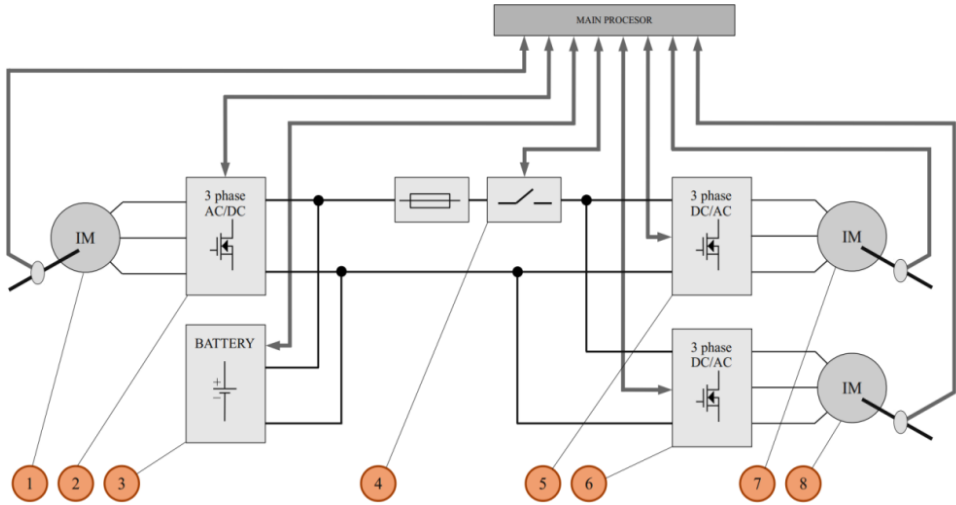 MAIN PROCESOR
3 phase
AC/DC
3 phase
DC/AC
IM
IM
BATTERY
+
−
3 phase
DC/AC
IM
1
2
3
4
5
6
7
8